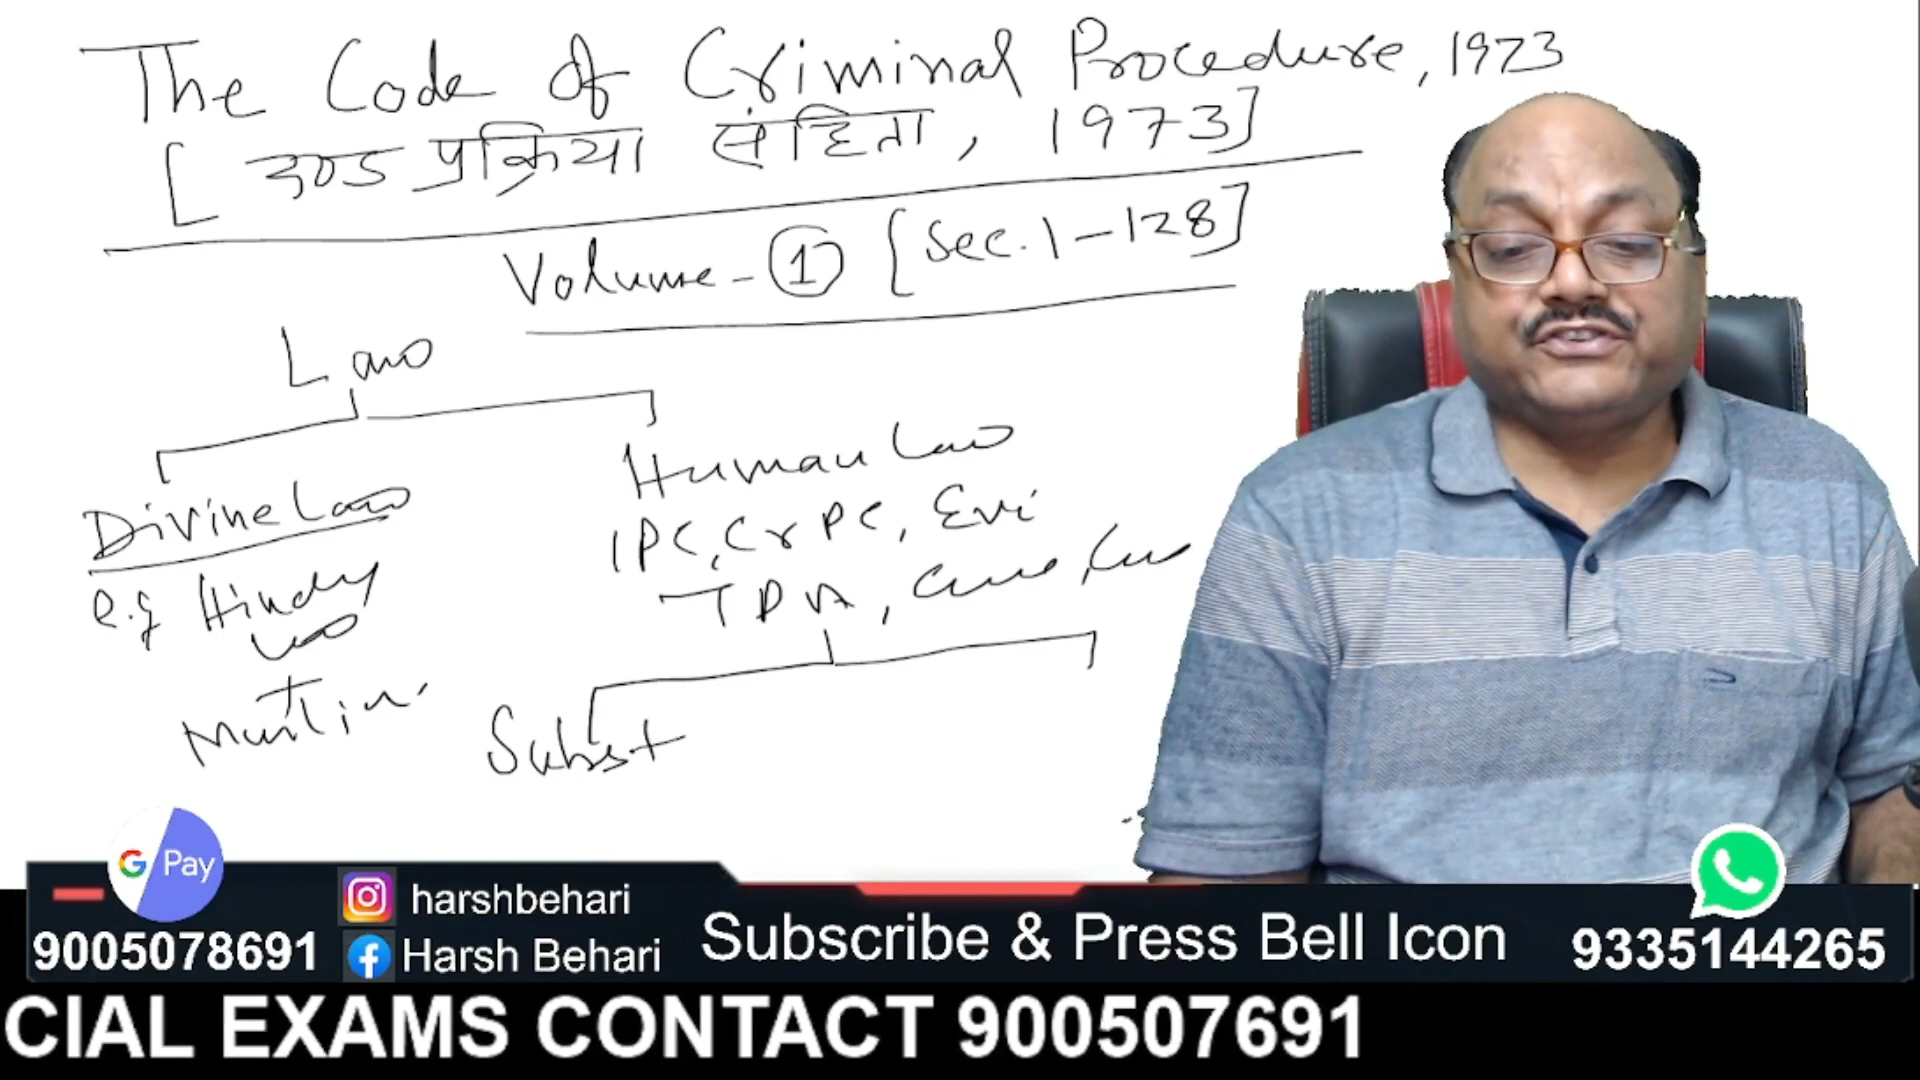 The Code of Criminal Procedure, 1973
[दण्ड प्रक्रिया संहिता, 1973]
Volume-① [Sec. 1-128]
Law
Divine Law
e.g Hindu
Law
Human Law
IPC, CrPC, Evi
TPA,
Subst
G Pay
9005078691
harshbehari
Harsh Behari
Subscribe & Press Bell Icon
9335144265
CIAL EXAMS CONTACT 900507691